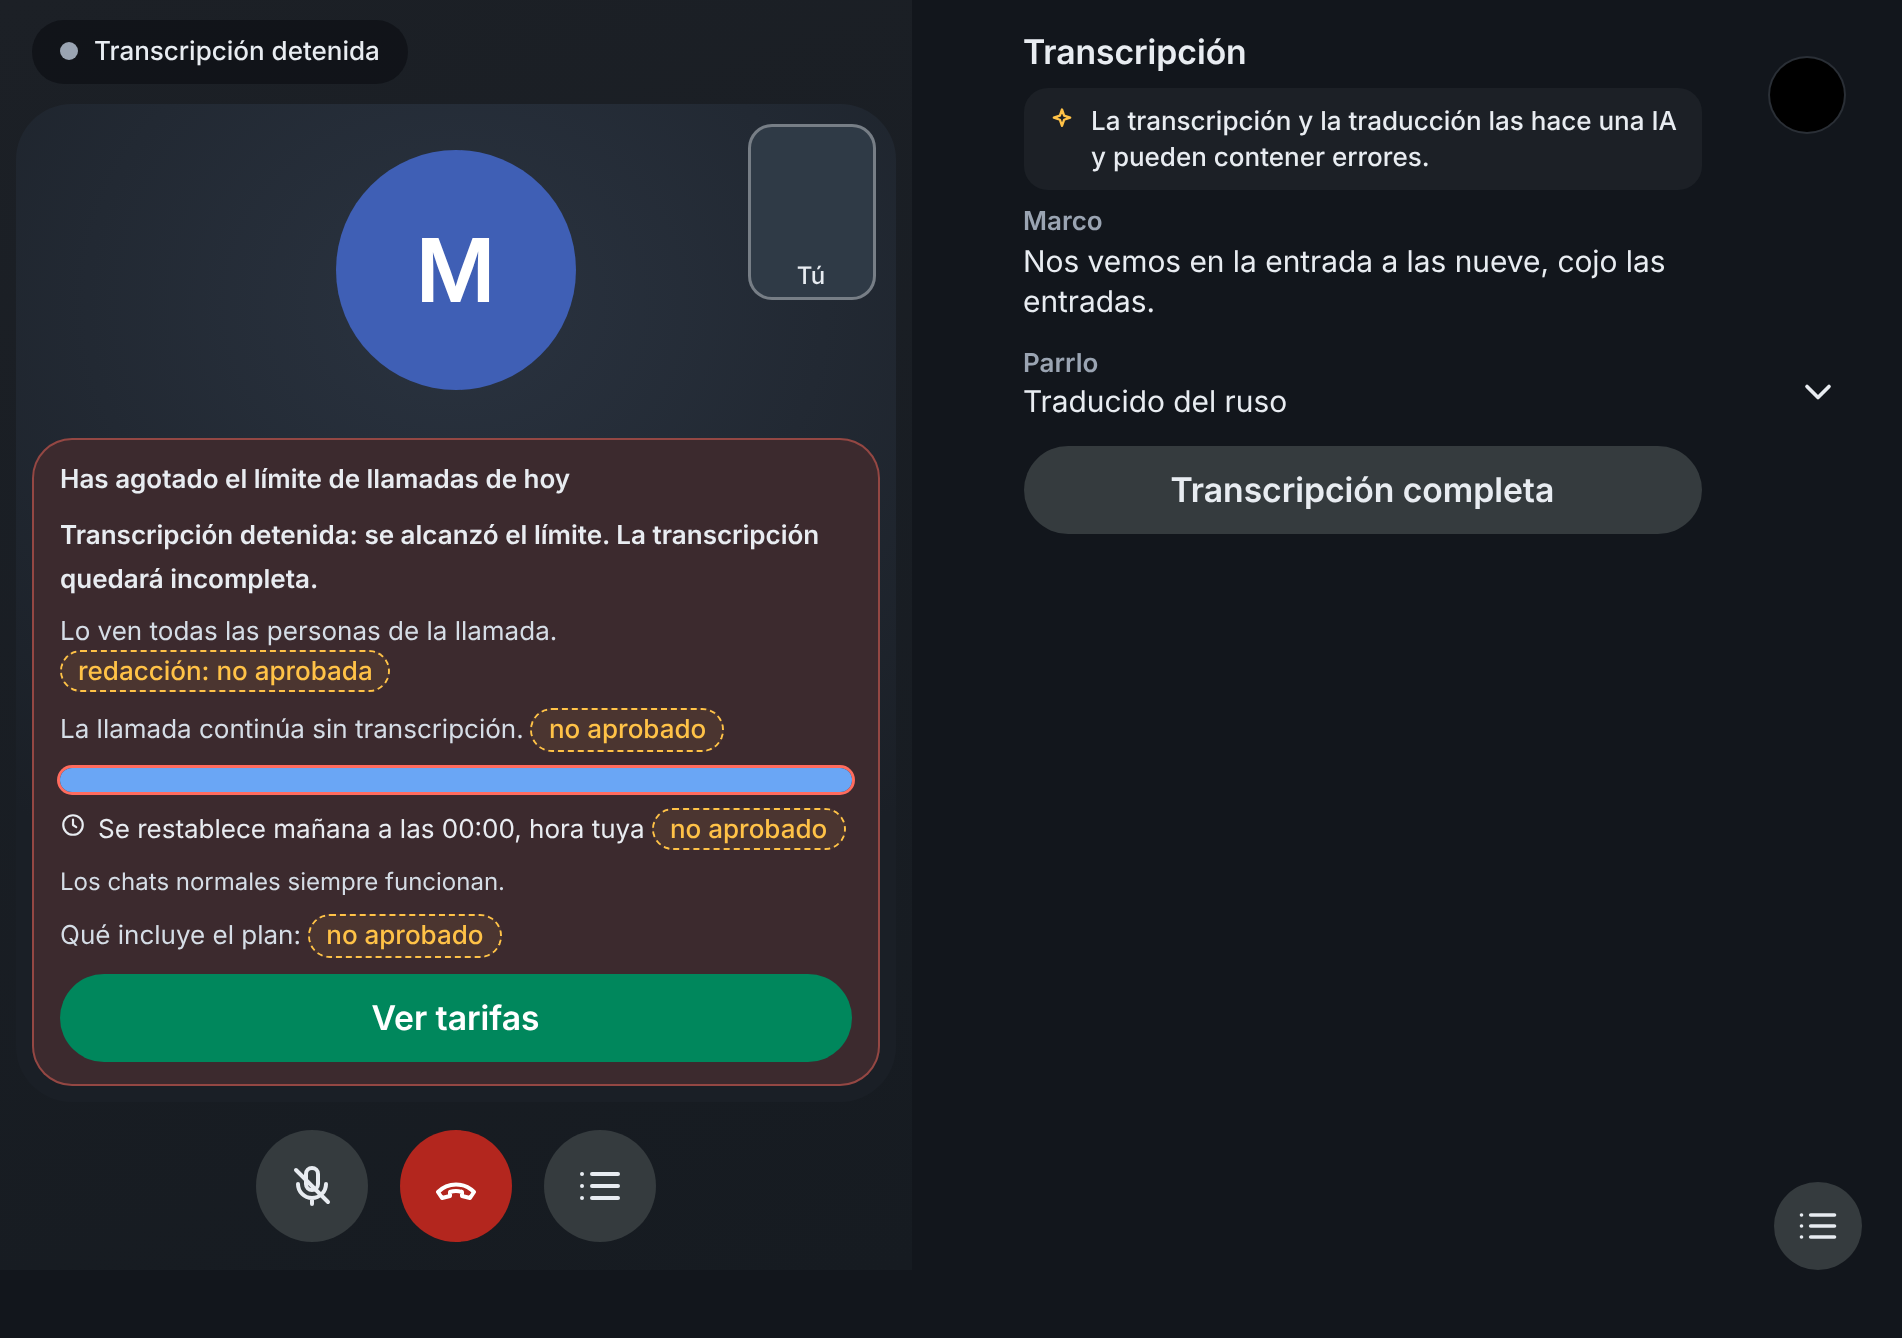 Transcripción detenida
M
Tú
Has agotado el límite de llamadas de hoy
Transcripción detenida: se alcanzó el límite. La transcripción
quedará incompleta.
Lo ven todas las personas de la llamada.
redacción: no aprobada
La llamada continúa sin transcripción. no aprobado
Se restablece mañana a las 00:00, hora tuya no aprobado
Los chats normales siempre funcionan.
Qué incluye el plan: no aprobado
Ver tarifas
Transcripción
La transcripción y la traducción las hace una IA
y pueden contener errores.
Marco
Nos vemos en la entrada a las nueve, cojo las
entradas.
Parrlo
Traducido del ruso
Transcripción completa